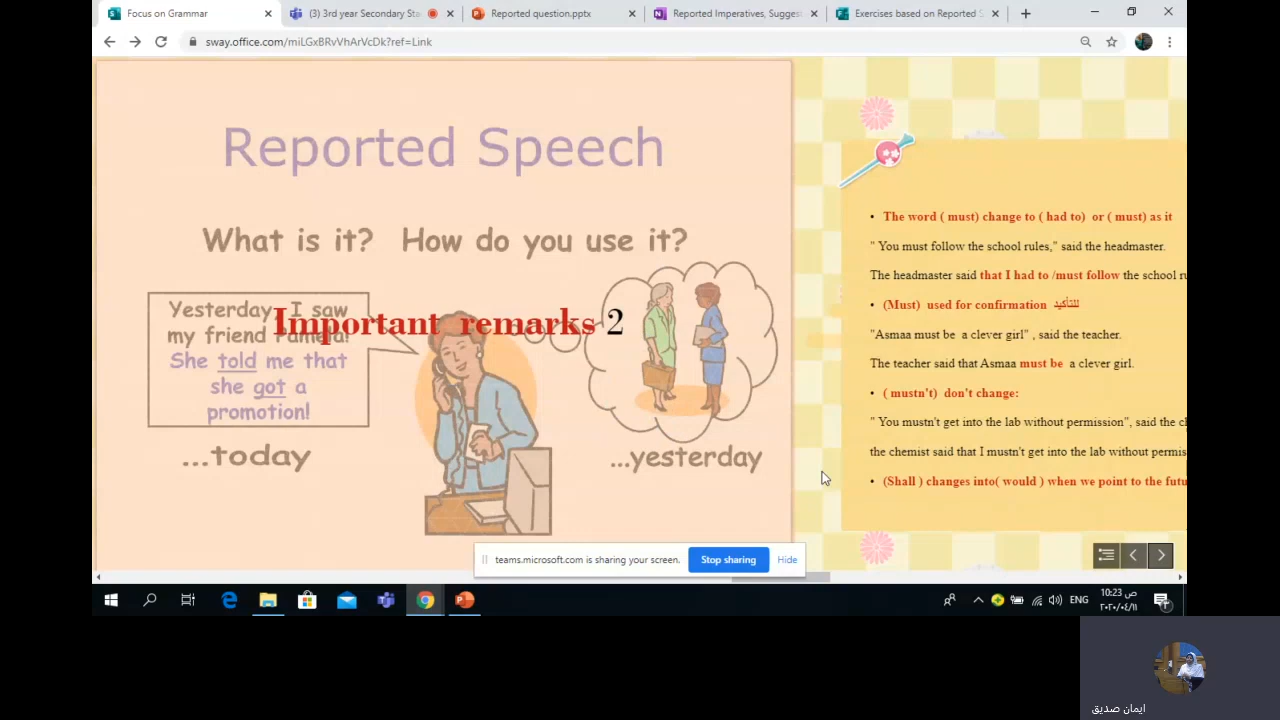 Focus on Grammar
(3) 3rd year Secondary Sta
Reported question.pptx
Reported Imperatives, Sugges
Exercises based on Reported S
sway.office.com/miLGxBRvVhArVcDk?ref=Link
Reported Speech
What is it? How do you use it?
Yesterday, I saw
my friend Pamela!
She told me that
she got a
promotion!
...today
Important remarks 2
...yesterday
• The word ( must) change to ( had to) or ( must) as it
" You must follow the school rules," said the headmaster.
The headmaster said that I had to /must follow the school ru
• (Must) used for confirmation للتأكيد
"Asmaa must be a clever girl" , said the teacher.
The teacher said that Asmaa must be a clever girl.
• ( mustn't) don't change:
" You mustn't get into the lab without permission", said the ch
the chemist said that I mustn't get into the lab without permis
• (Shall ) changes into( would ) when we point to the futu
teams.microsoft.com is sharing your screen.
Stop sharing
Hide
ENG
10:23 ص
٢٠٢٠/٠٤/١١
ايمان صديق